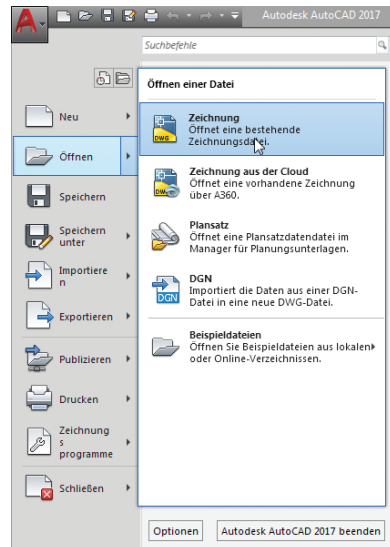 A
Autodesk AutoCAD 2017
Suchbefehle
Öffnen einer Datei
Neu
Öffnen
Speichern
Speichern
unter
Importiere
n
Exportieren
Publizieren
Drucken
Zeichnung
s
programme
Schließen
DWG
Zeichnung
Öffnet eine bestehende
Zeichnungsdatei.
Zeichnung aus der Cloud
Öffnet eine vorhandene Zeichnung
über A360.
Plansatz
Öffnet eine Plansatzdatendatei im
Manager für Planungsunterlagen.
DGN
DGN
Importiert die Daten aus einer DGN-
Datei in eine neue DWG-Datei.
Beispieldateien
Öffnen Sie Beispieldateien aus lokalen
oder Online-Verzeichnissen.
Optionen
Autodesk AutoCAD 2017 beenden